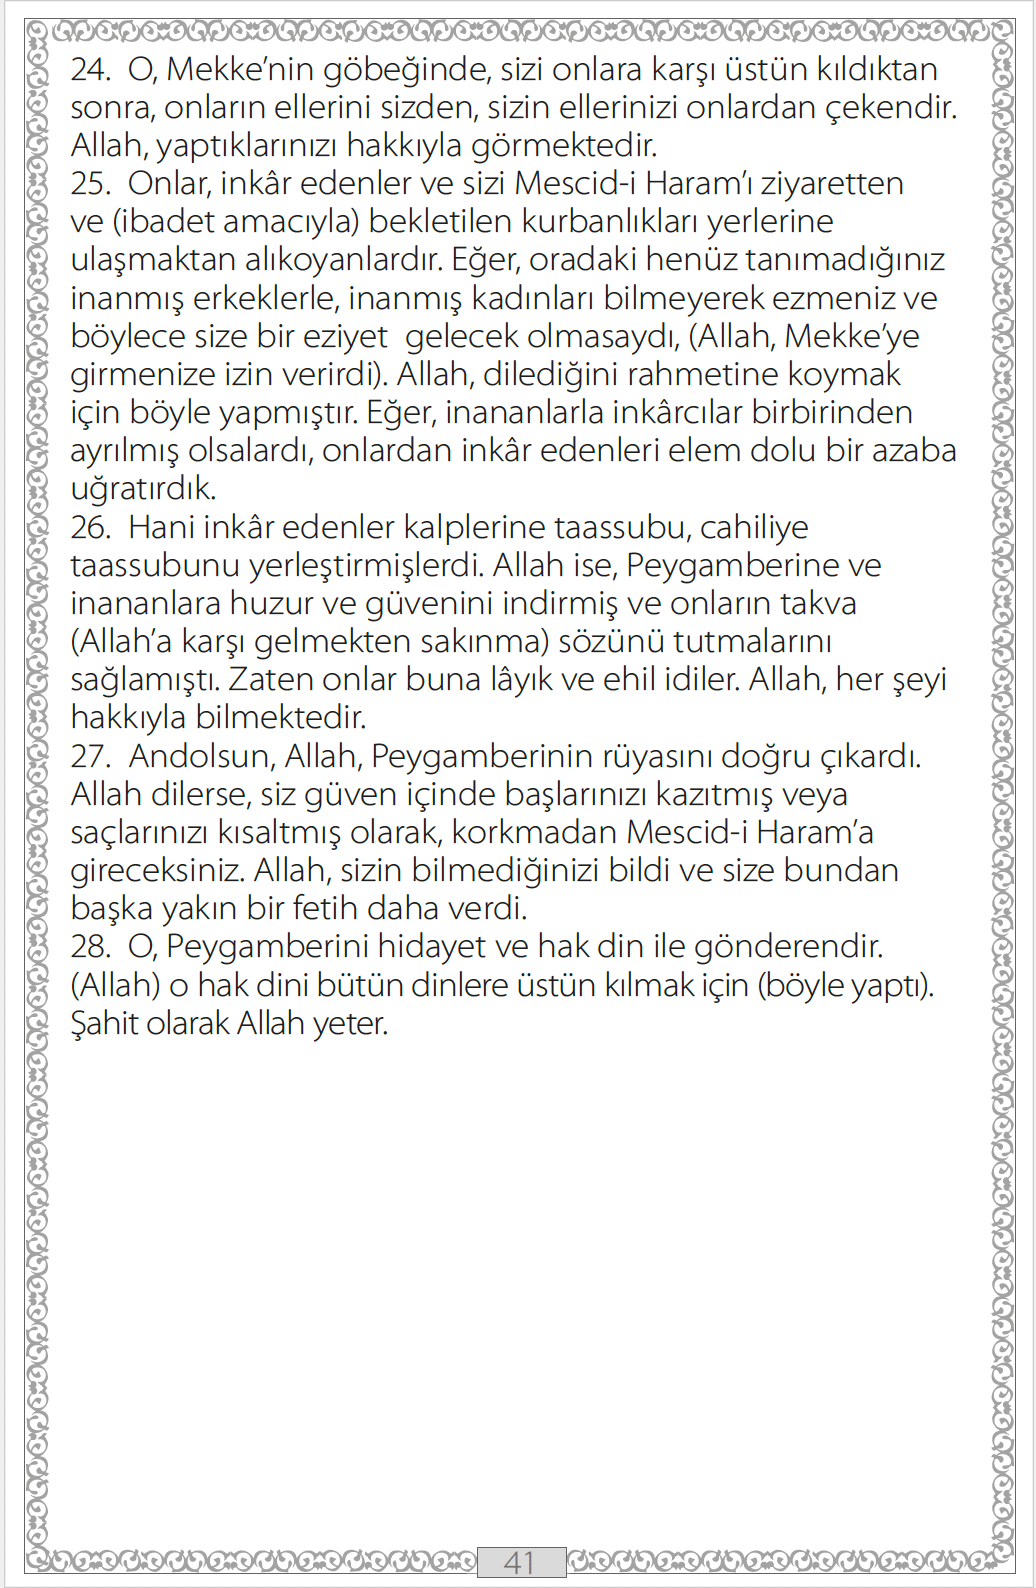 24.  O, Mekke’nin göbeğinde, sizi onlara karşı üstün kıldıktan
sonra, onların ellerini sizden, sizin ellerinizi onlardan çekendir.
Allah, yaptıklarınızı hakkıyla görmektedir.
25.  Onlar, inkâr edenler ve sizi Mescid-i Haram’ı ziyaretten
ve (ibadet amacıyla) bekletilen kurbanlıkları yerlerine
ulaşmaktan alıkoyanlardır. Eğer, oradaki henüz tanımadığınız
inanmış erkeklerle, inanmış kadınları bilmeyerek ezmeniz ve
böylece size bir eziyet  gelecek olmasaydı, (Allah, Mekke’ye
girmenize izin verirdi). Allah, dilediğini rahmetine koymak
için böyle yapmıştır. Eğer, inananlarla inkârcılar birbirinden
ayrılmış olsalardı, onlardan inkâr edenleri elem dolu bir azaba
uğratırdık.
26.  Hani inkâr edenler kalplerine taassubu, cahiliye
taassubunu yerleştirmişlerdi. Allah ise, Peygamberine ve
inananlara huzur ve güvenini indirmiş ve onların takva
(Allah’a karşı gelmekten sakınma) sözünü tutmalarını
sağlamıştı. Zaten onlar buna lâyık ve ehil idiler. Allah, her şeyi
hakkıyla bilmektedir.
27.  Andolsun, Allah, Peygamberinin rüyasını doğru çıkardı.
Allah dilerse, siz güven içinde başlarınızı kazıtmış veya
saçlarınızı kısaltmış olarak, korkmadan Mescid-i Haram’a
gireceksiniz. Allah, sizin bilmediğinizi bildi ve size bundan
başka yakın bir fetih daha verdi.
28.  O, Peygamberini hidayet ve hak din ile gönderendir.
(Allah) o hak dini bütün dinlere üstün kılmak için (böyle yaptı).
Şahit olarak Allah yeter.
41